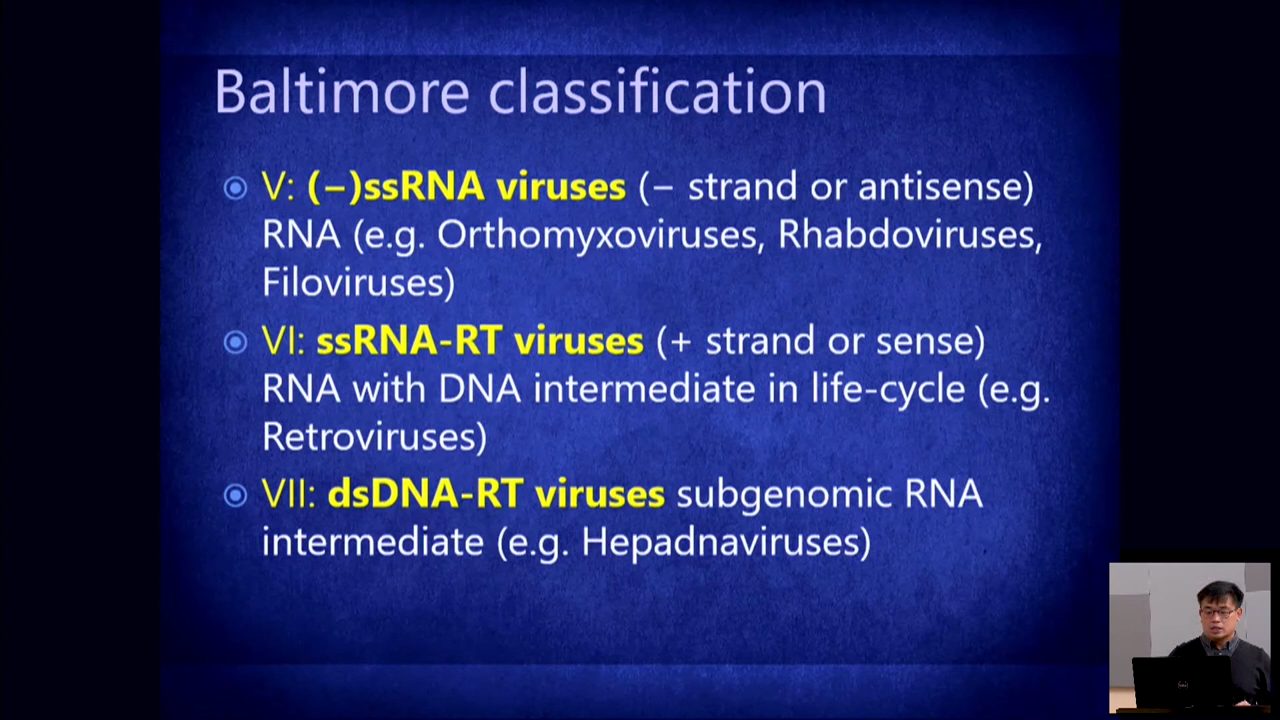 Baltimore classification
V: (−)ssRNA viruses (− strand or antisense)
RNA (e.g. Orthomyxoviruses, Rhabdoviruses,
Filoviruses)
VI: ssRNA-RT viruses (+ strand or sense)
RNA with DNA intermediate in life-cycle (e.g.
Retroviruses)
VII: dsDNA-RT viruses subgenomic RNA
intermediate (e.g. Hepadnaviruses)